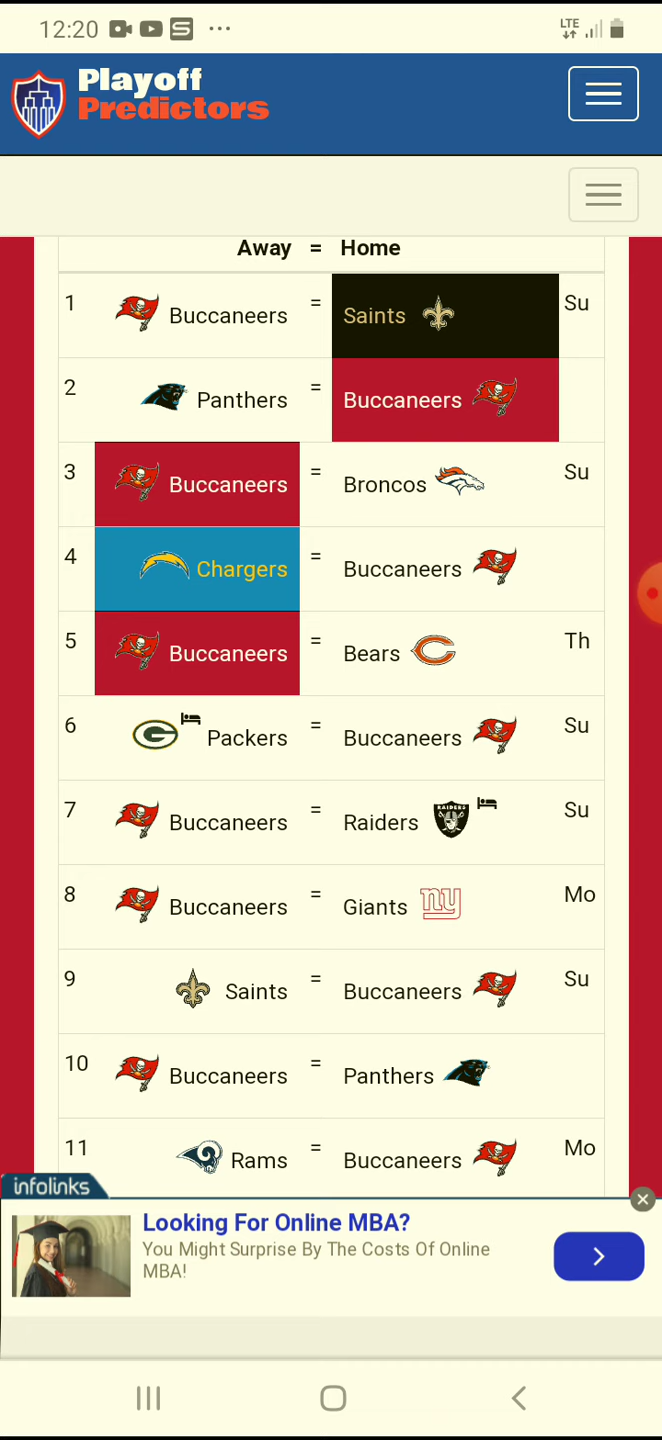 12:20 S ... LTE
Playoff
Predictors
Away = Home
1 Buccaneers = Saints Su
2 Panthers = Buccaneers
3 Buccaneers = Broncos Su
4 Chargers = Buccaneers
5 Buccaneers = Bears C Th
6 G Packers = Buccaneers Su
7 Buccaneers = Raiders RAIDERS Su
8 Buccaneers = Giants ny Mo
9 Saints = Buccaneers Su
10 Buccaneers = Panthers
11 Rams = Buccaneers Mo
infolinks
Looking For Online MBA?
You Might Surprise By The Costs Of Online
MBA!